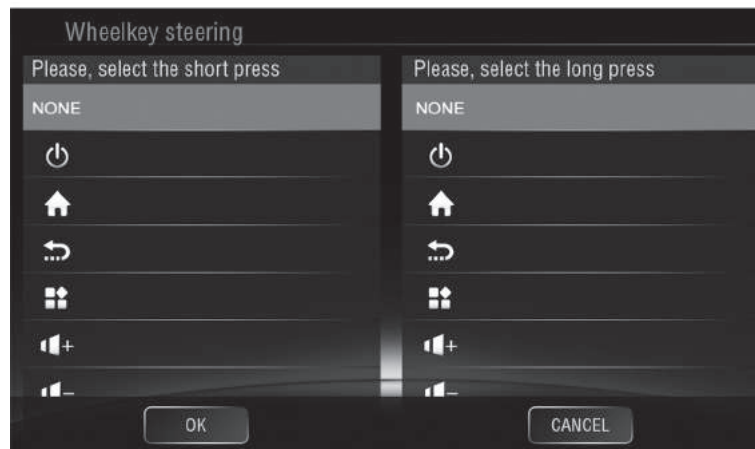 Wheelkey steering
Please, select the short press
NONE
+
-
Please, select the long press
NONE
+
-
OK
CANCEL